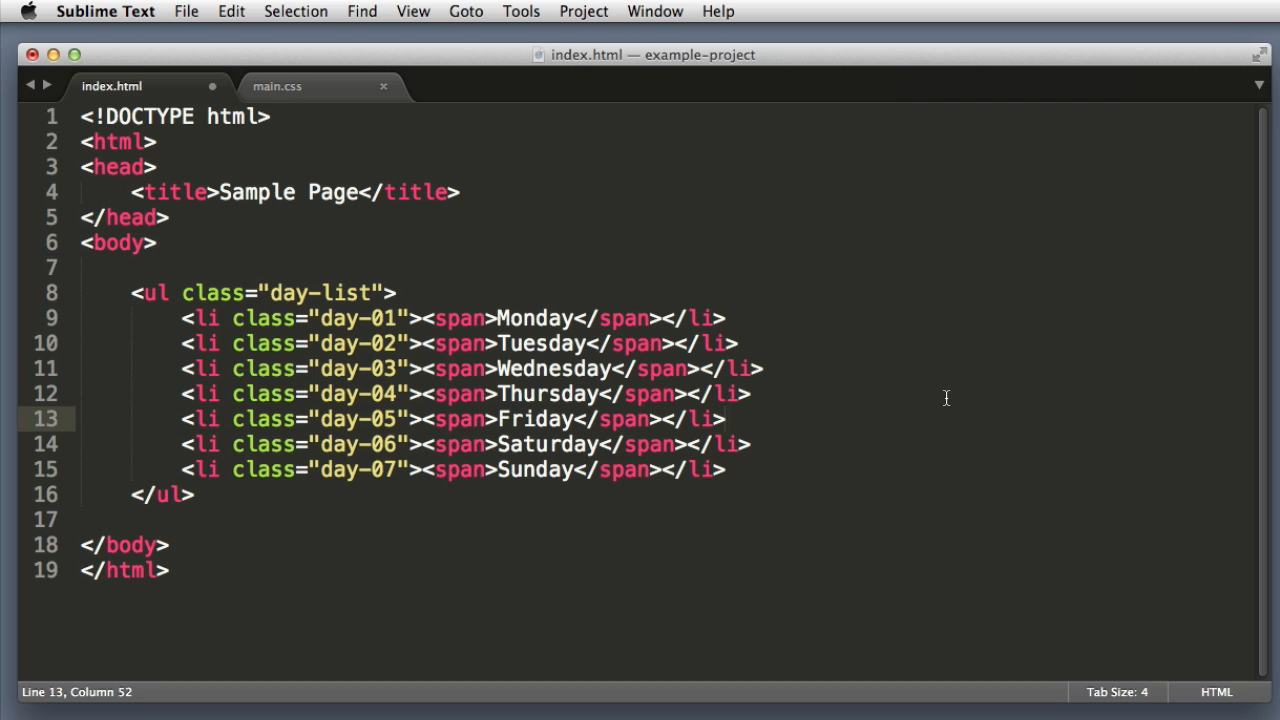 Sublime Text File Edit Selection Find View Goto Tools Project Window Help
index.html — example-project
index.html main.css ×
1 <!DOCTYPE html>
2 <html>
3 <head>
4     <title>Sample Page</title>
5 </head>
6 <body>
7
8     <ul class="day-list">
9         <li class="day-01"><span>Monday</span></li>
10         <li class="day-02"><span>Tuesday</span></li>
11         <li class="day-03"><span>Wednesday</span></li>
12         <li class="day-04"><span>Thursday</span></li>
13         <li class="day-05"><span>Friday</span></li>
14         <li class="day-06"><span>Saturday</span></li>
15         <li class="day-07"><span>Sunday</span></li>
16     </ul>
17
18 </body>
19 </html>
Line 13, Column 52 Tab Size: 4 HTML